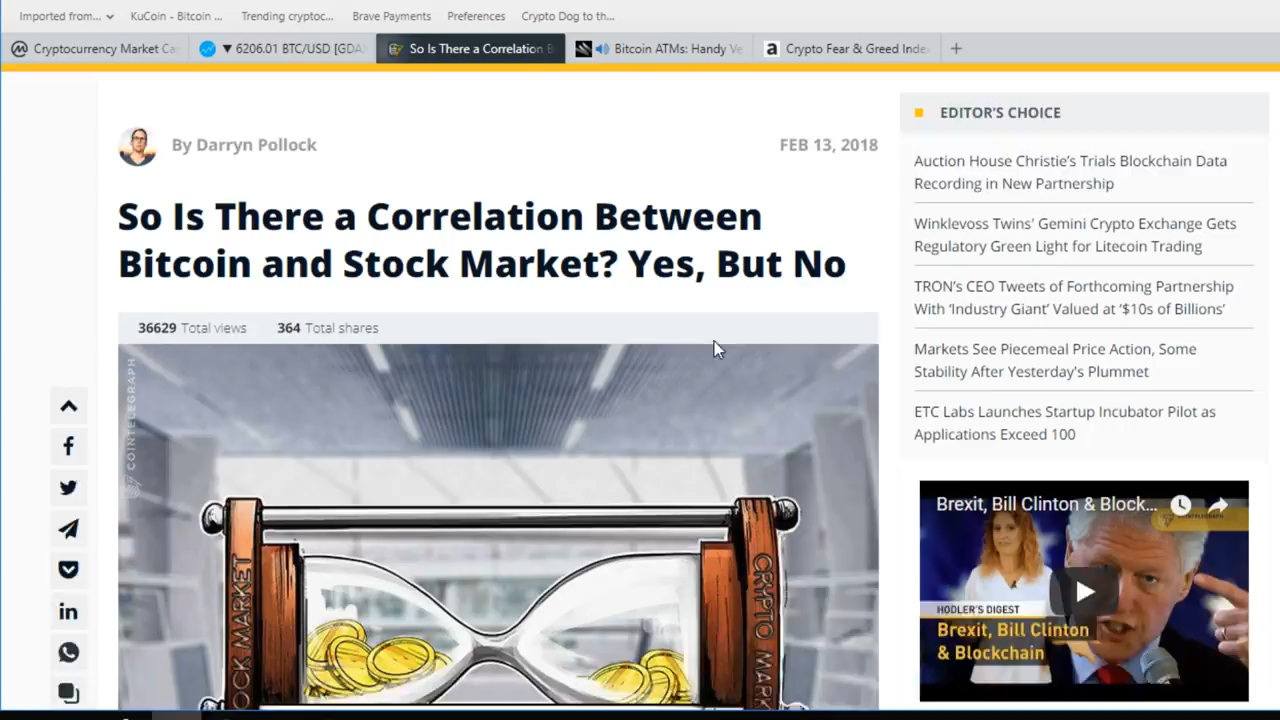 Imported from... KuCoin - Bitcoin ... Trending cryptoc... Brave Payments Preferences Crypto Dog to th...
Cryptocurrency Market Ca ▼ 6206.01 BTC/USD [GDA So Is There a Correlation B Bitcoin ATMs: Handy Ve a Crypto Fear & Greed Inde +
By Darryn Pollock
FEB 13, 2018
So Is There a Correlation Between
Bitcoin and Stock Market? Yes, But No
36629 Total views 364 Total shares
COINTELEGRAPH
OCK MARKET
CRYPTO MARK
EDITOR'S CHOICE
Auction House Christie's Trials Blockchain Data
Recording in New Partnership
Winklevoss Twins' Gemini Crypto Exchange Gets
Regulatory Green Light for Litecoin Trading
TRON's CEO Tweets of Forthcoming Partnership
With 'Industry Giant' Valued at '$10s of Billions'
Markets See Piecemeal Price Action, Some
Stability After Yesterday's Plummet
ETC Labs Launches Startup Incubator Pilot as
Applications Exceed 100
Brexit, Bill Clinton & Block...
COINTELEGRAPH
HODLER'S DIGEST
Brexit, Bill Clinton
& Blockchain